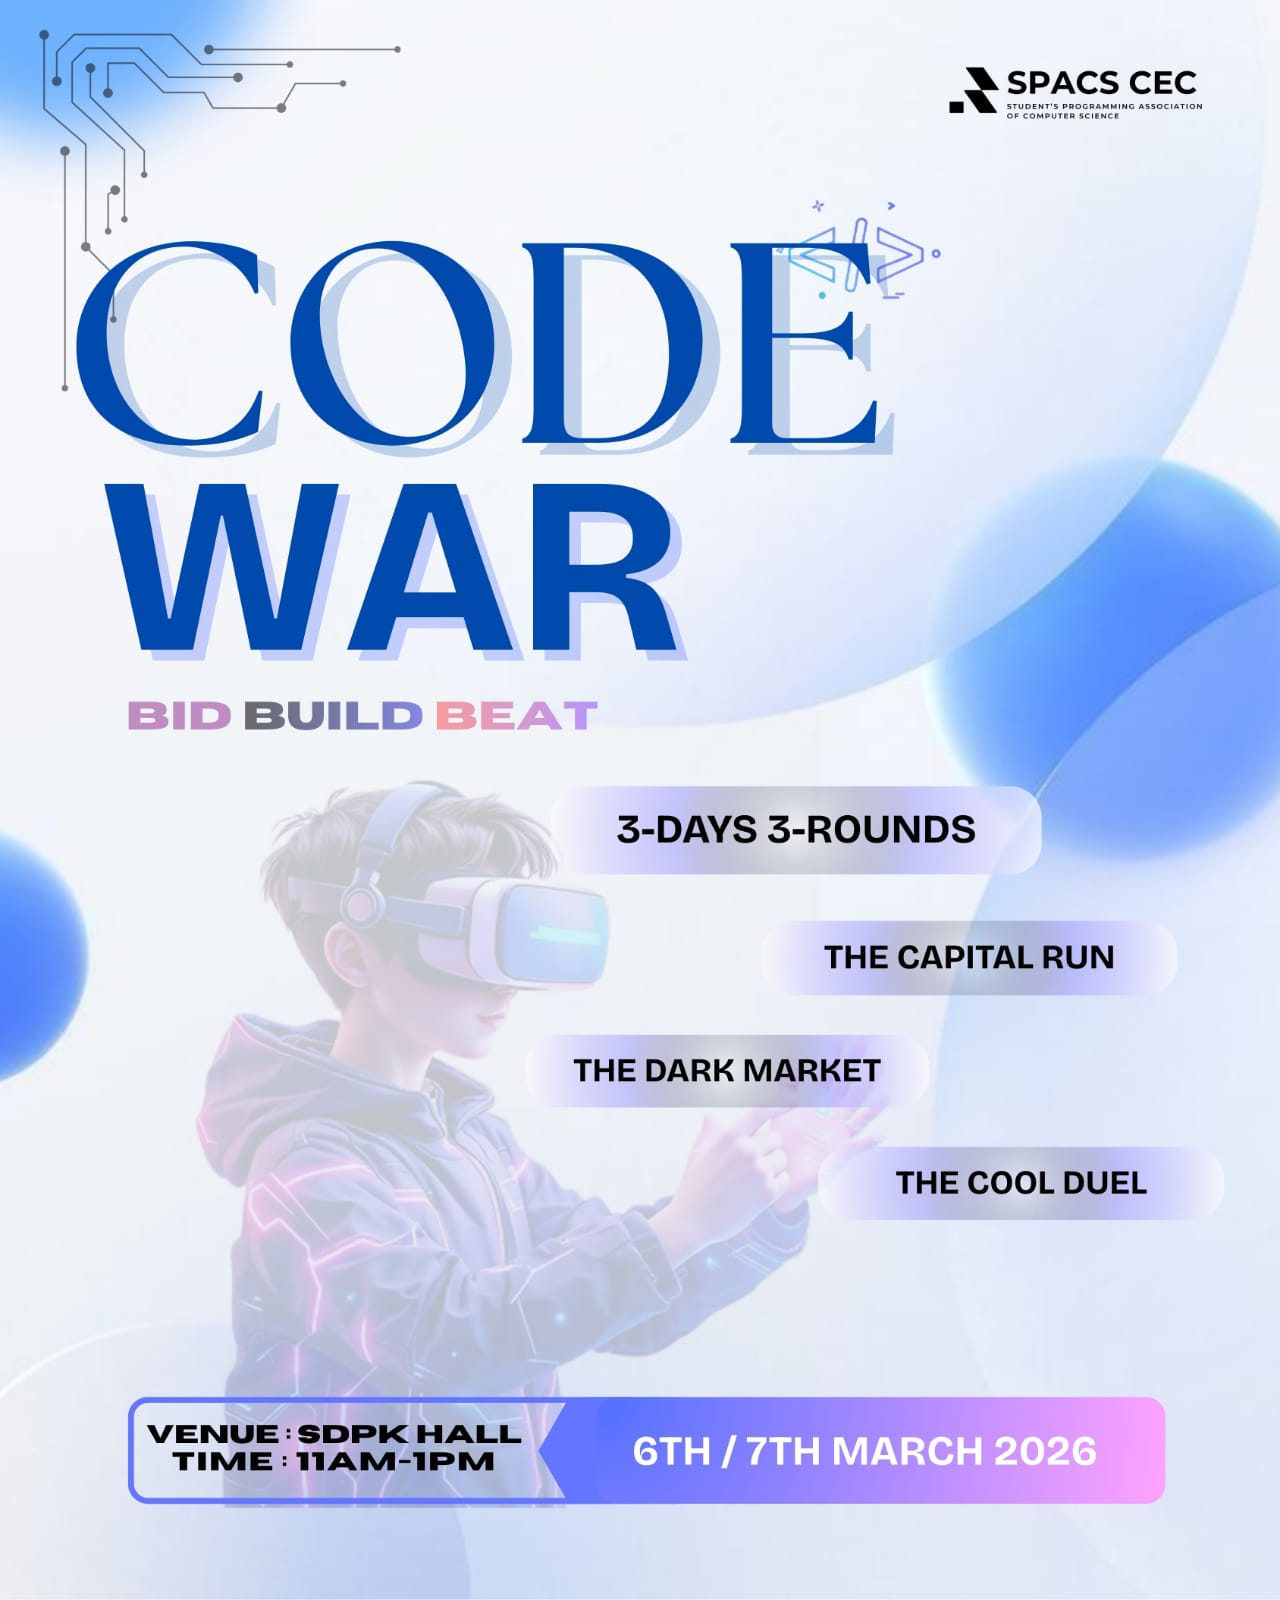 SPACS CEC
STUDENT'S PROGRAMMING ASSOCIATION
OF COMPUTER SCIENCE
</>
CODE
WAR
BID BUILD BEAT
3-DAYS 3-ROUNDS
THE CAPITAL RUN
THE DARK MARKET
THE COOL DUEL
VENUE : SDPK HALL
TIME : 11AM-1PM
6TH / 7TH MARCH 2026